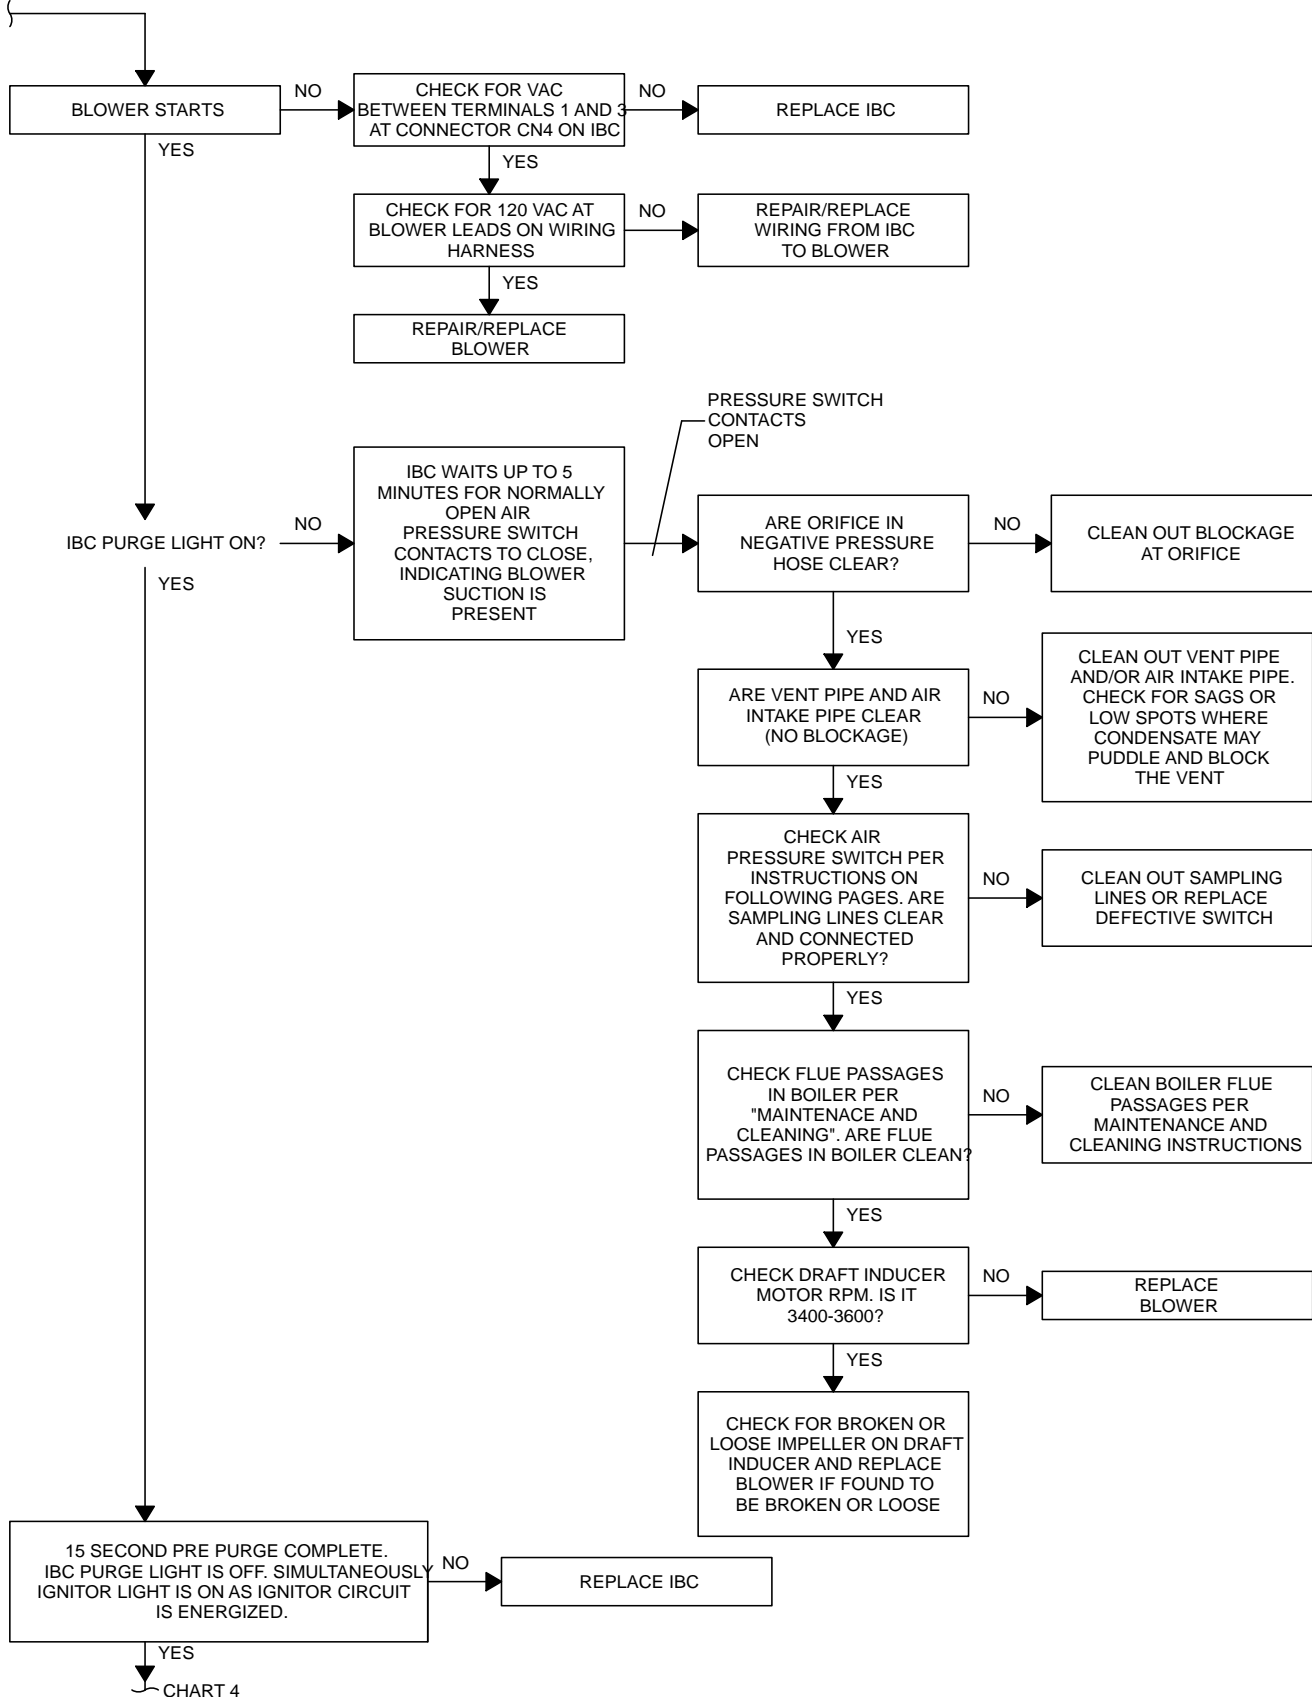 BLOWER STARTS
NO
CHECK FOR VAC
BETWEEN TERMINALS 1 AND 3
AT CONNECTOR CN4 ON IBC
NO
REPLACE IBC
YES
YES
CHECK FOR 120 VAC AT
BLOWER LEADS ON WIRING
HARNESS
NO
REPAIR/REPLACE
WIRING FROM IBC
TO BLOWER
YES
REPAIR/REPLACE
BLOWER
PRESSURE SWITCH
CONTACTS
OPEN
IBC PURGE LIGHT ON?
NO
IBC WAITS UP TO 5
MINUTES FOR NORMALLY
OPEN AIR
PRESSURE SWITCH
CONTACTS TO CLOSE,
INDICATING BLOWER
SUCTION IS
PRESENT
ARE ORIFICE IN
NEGATIVE PRESSURE
HOSE CLEAR?
NO
CLEAN OUT BLOCKAGE
AT ORIFICE
YES
YES
ARE VENT PIPE AND AIR
INTAKE PIPE CLEAR
(NO BLOCKAGE)
NO
CLEAN OUT VENT PIPE
AND/OR AIR INTAKE PIPE.
CHECK FOR SAGS OR
LOW SPOTS WHERE
CONDENSATE MAY
PUDDLE AND BLOCK
THE VENT
YES
CHECK AIR
PRESSURE SWITCH PER
INSTRUCTIONS ON
FOLLOWING PAGES. ARE
SAMPLING LINES CLEAR
AND CONNECTED
PROPERLY?
NO
CLEAN OUT SAMPLING
LINES OR REPLACE
DEFECTIVE SWITCH
YES
CHECK FLUE PASSAGES
IN BOILER PER
"MAINTENACE AND
CLEANING". ARE FLUE
PASSAGES IN BOILER CLEAN?
NO
CLEAN BOILER FLUE
PASSAGES PER
MAINTENANCE AND
CLEANING INSTRUCTIONS
YES
CHECK DRAFT INDUCER
MOTOR RPM. IS IT
3400-3600?
NO
REPLACE
BLOWER
YES
CHECK FOR BROKEN OR
LOOSE IMPELLER ON DRAFT
INDUCER AND REPLACE
BLOWER IF FOUND TO
BE BROKEN OR LOOSE
15 SECOND PRE PURGE COMPLETE.
IBC PURGE LIGHT IS OFF. SIMULTANEOUSLY
IGNITOR LIGHT IS ON AS IGNITOR CIRCUIT
IS ENERGIZED.
NO
REPLACE IBC
YES
CHART 4